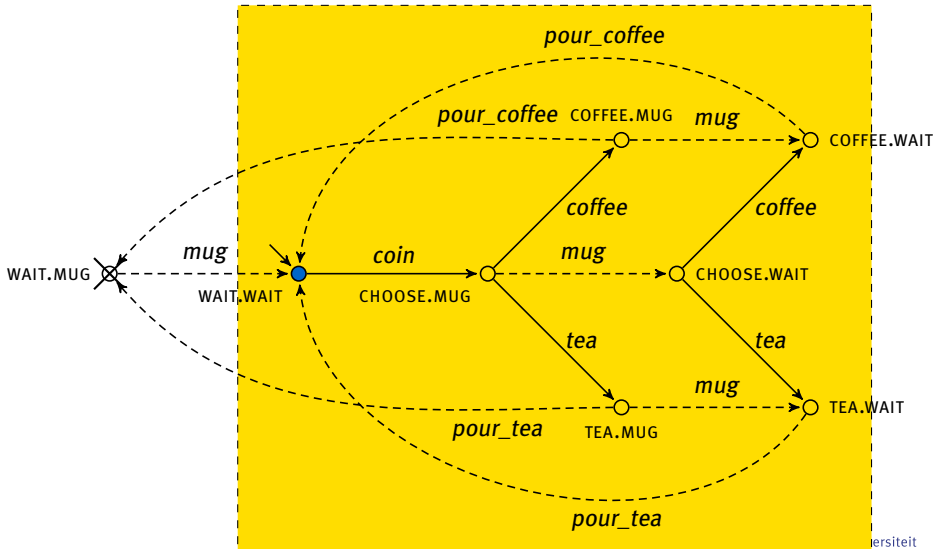 pour_coffee
pour_coffee
COFFEE.MUG
mug
COFFEE.WAIT
coffee
coffee
mug
coin
mug
WAIT.MUG
CHOOSE.WAIT
WAIT.WAIT
CHOOSE.MUG
tea
tea
mug
TEA.WAIT
pour_tea
TEA.MUG
pour_tea
ersiteit